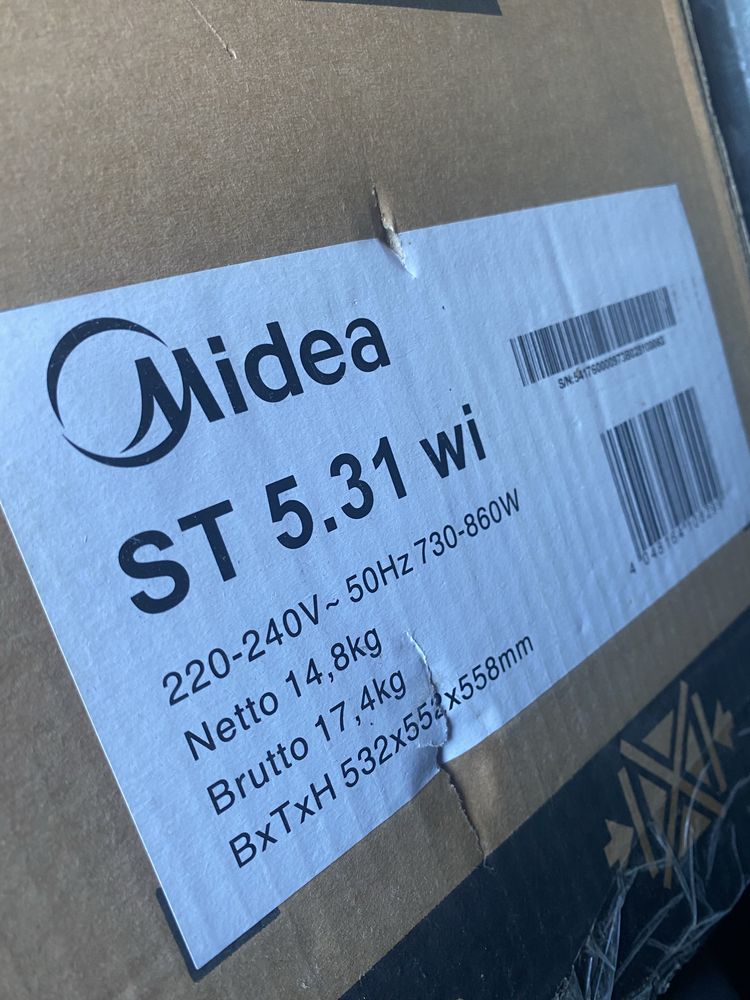 Midea
ST 5.31 wi
220-240V~ 50Hz 730-860W
Netto 14,8kg
Brutto 17,4kg
BxTxH 532x552x558mm